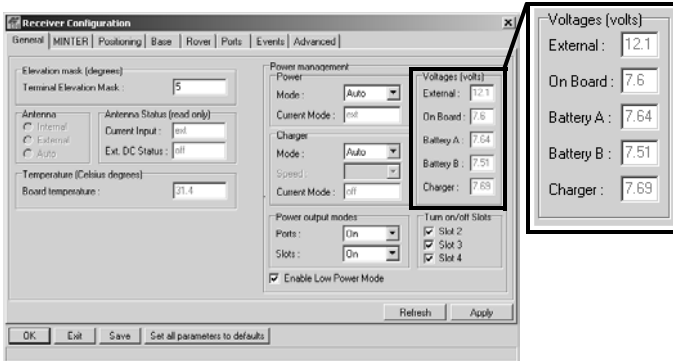 Receiver Configuration
General MINTER Positioning Base Rover Ports Events Advanced
Elevation mask (degrees)
Terminal Elevation Mask : 5
Antenna
Internal
External
Auto
Antenna Status (read only)
Current Input : ext
Ext. DC Status : off
Temperature (Celsius degrees)
Board temperature : 31.4
Power management
Power
Mode : Auto
Current Mode : ext
Charger
Mode : Auto
Speed :
Current Mode : off
Voltages (volts)
External : 12.1
On Board : 7.6
Battery A : 7.64
Battery B : 7.51
Charger : 7.69
Power output modes
Ports : On
Slots : On
Turn on/off Slots
Slot 2
Slot 3
Slot 4
Enable Low Power Mode
Refresh Apply
OK Exit Save Set all parameters to defaults
Voltages (volts)
External : 12.1
On Board : 7.6
Battery A : 7.64
Battery B : 7.51
Charger : 7.69